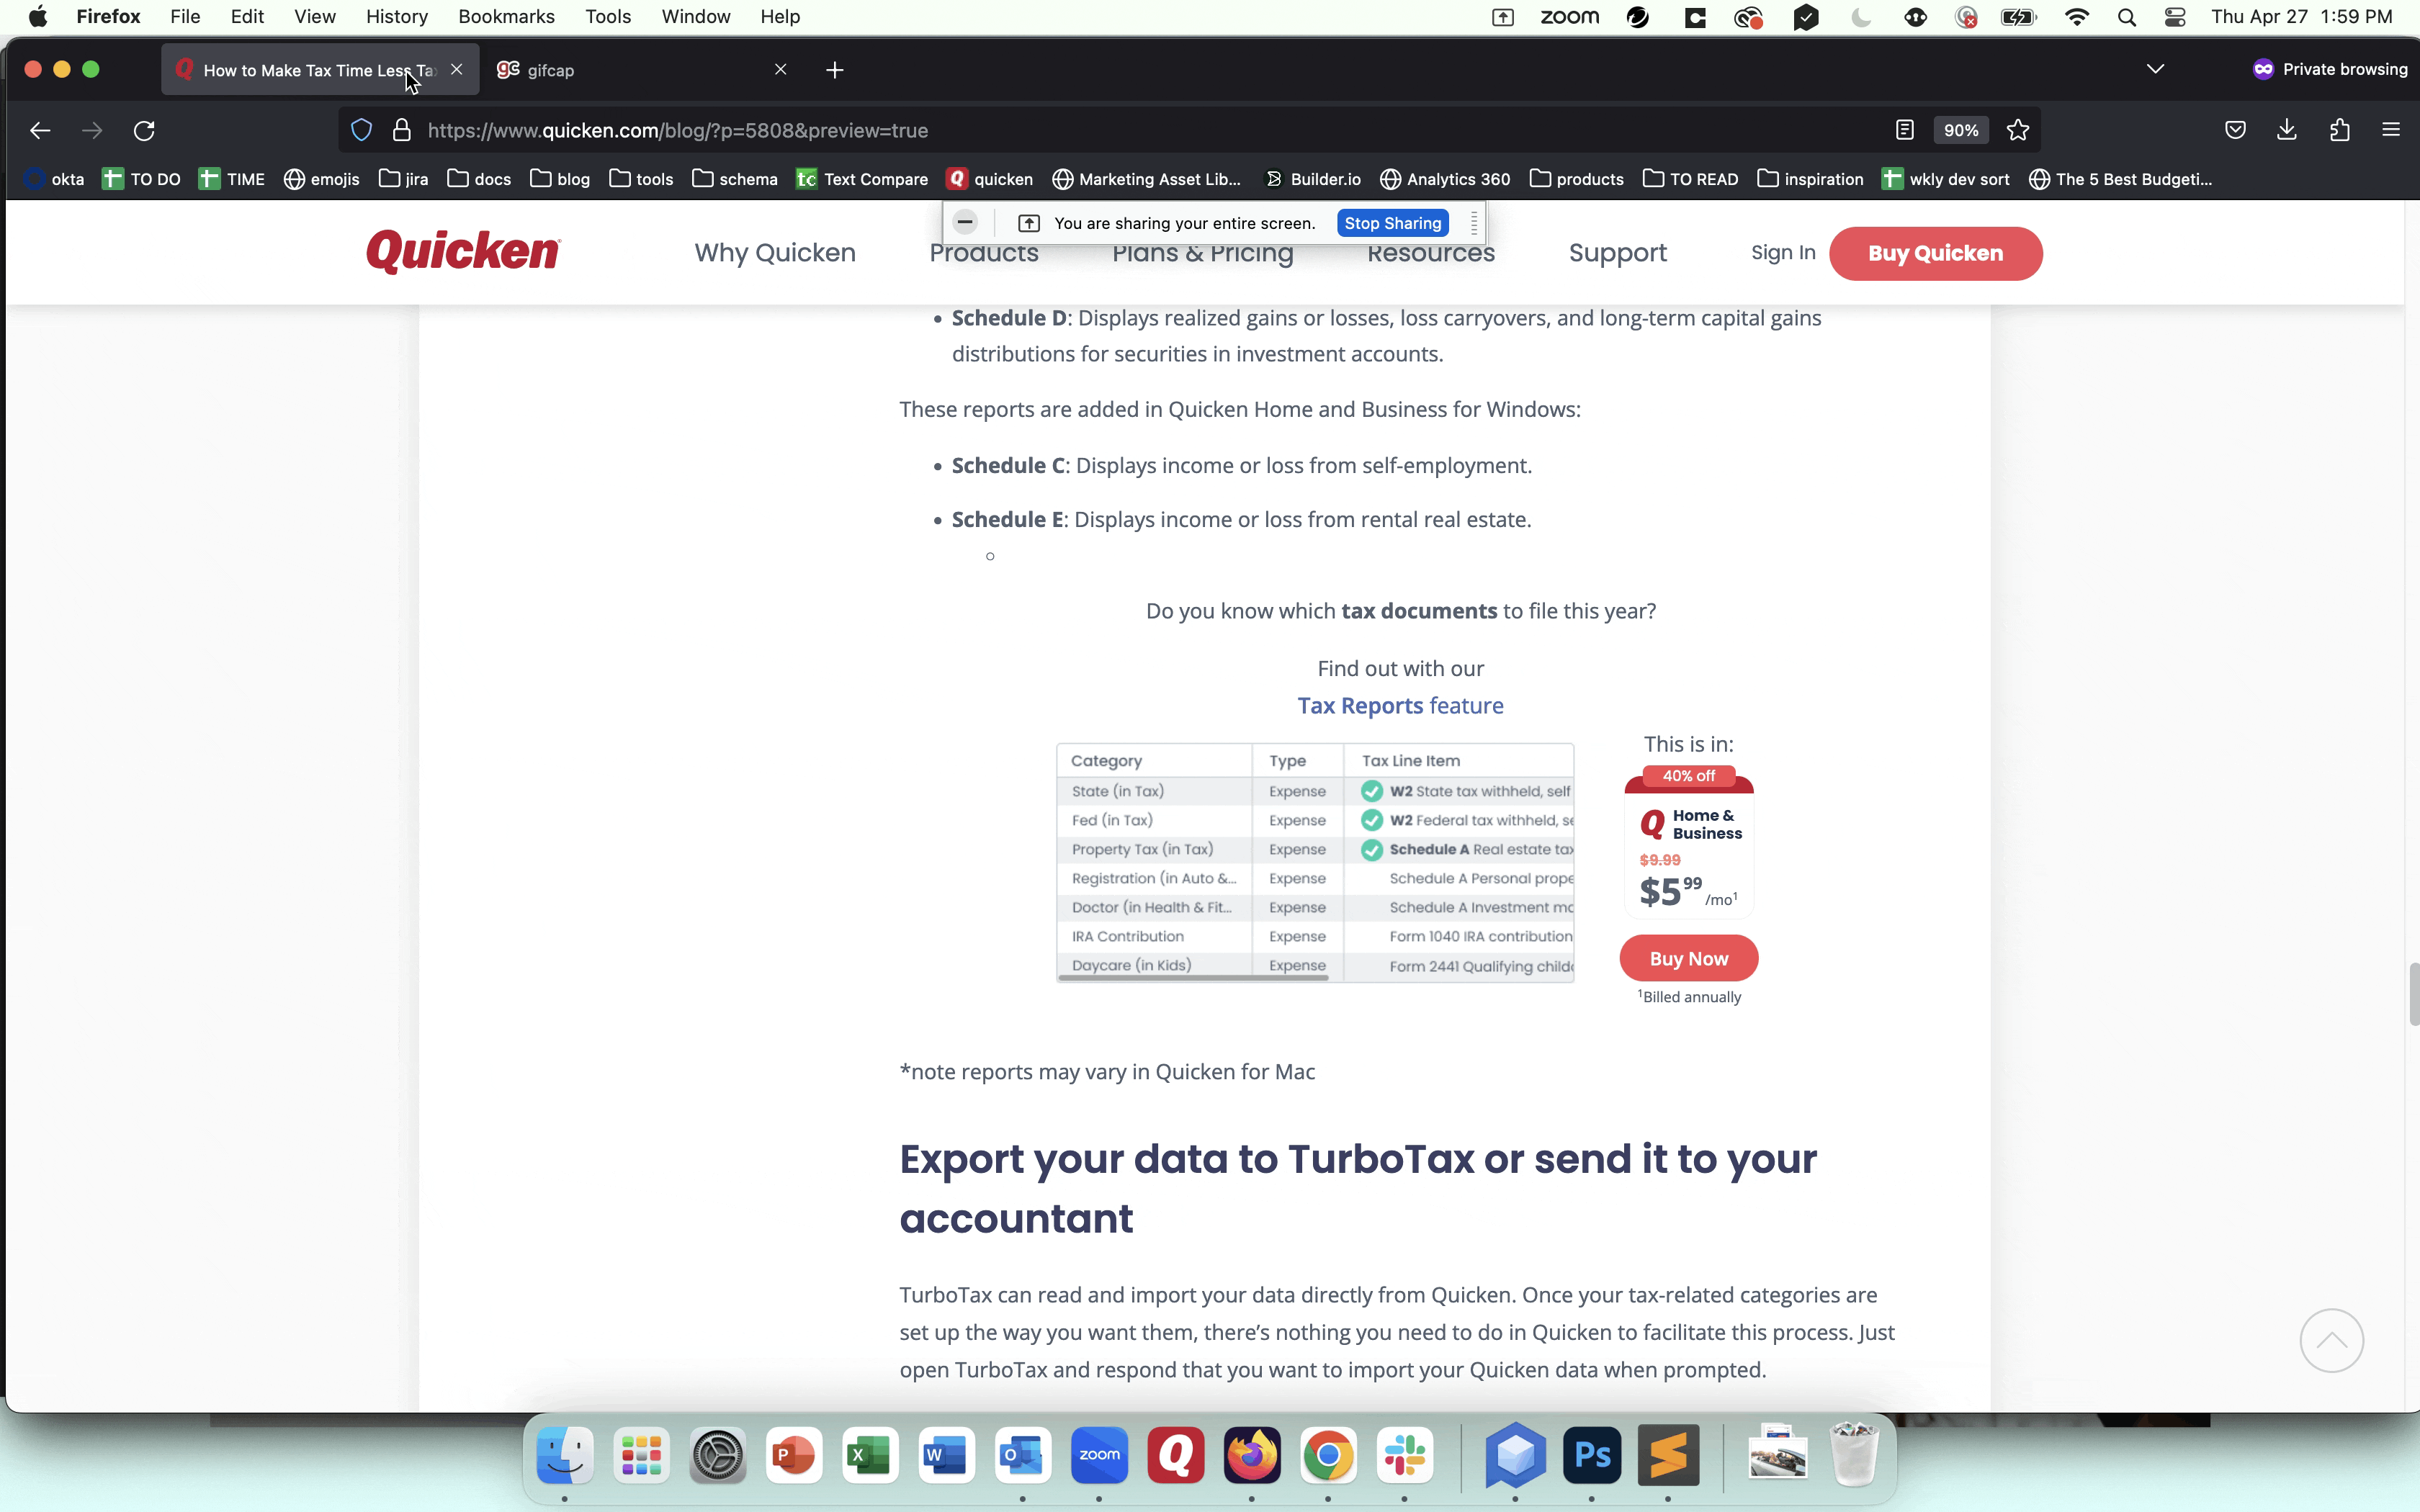 Firefox File Edit View History Bookmarks Tools Window Help zoom Thu Apr 27 1:59 PM
How to Make Tax Time Less Ta gifcap Private browsing
https://www.quicken.com/blog/?p=5808&preview=true 90%
okta TO DO TIME emojis jira docs blog tools schema tc Text Compare Q quicken Marketing Asset Lib... Builder.io Analytics 360 products TO READ inspiration wkly dev sort The 5 Best Budgeti...
You are sharing your entire screen. Stop Sharing
Quicken Why Quicken Products Plans & Pricing Resources Support Sign In Buy Quicken
• Schedule D: Displays realized gains or losses, loss carryovers, and long-term capital gains
distributions for securities in investment accounts.
These reports are added in Quicken Home and Business for Windows:
• Schedule C: Displays income or loss from self-employment.
• Schedule E: Displays income or loss from rental real estate.
Do you know which tax documents to file this year?
Find out with our
Tax Reports feature
Category Type Tax Line Item
State (in Tax) Expense W2 State tax withheld, self
Fed (in Tax) Expense W2 Federal tax withheld, se
Property Tax (in Tax) Expense Schedule A Real estate tax
Registration (in Auto &... Expense Schedule A Personal prope
Doctor (in Health & Fit... Expense Schedule A Investment
IRA Contribution Expense Form 1040 IRA contribution
Daycare (in Kids) Expense Form 2441 Qualifying child
This is in:
40% off
Q Home &
Business
$9.99
$5 99 /mo¹
Buy Now
¹Billed annually
*note reports may vary in Quicken for Mac
Export your data to TurboTax or send it to your
accountant
TurboTax can read and import your data directly from Quicken. Once your tax-related categories are
set up the way you want them, there's nothing you need to do in Quicken to facilitate this process. Just
open TurboTax and respond that you want to import your Quicken data when prompted.
P X W O zoom Q Ps